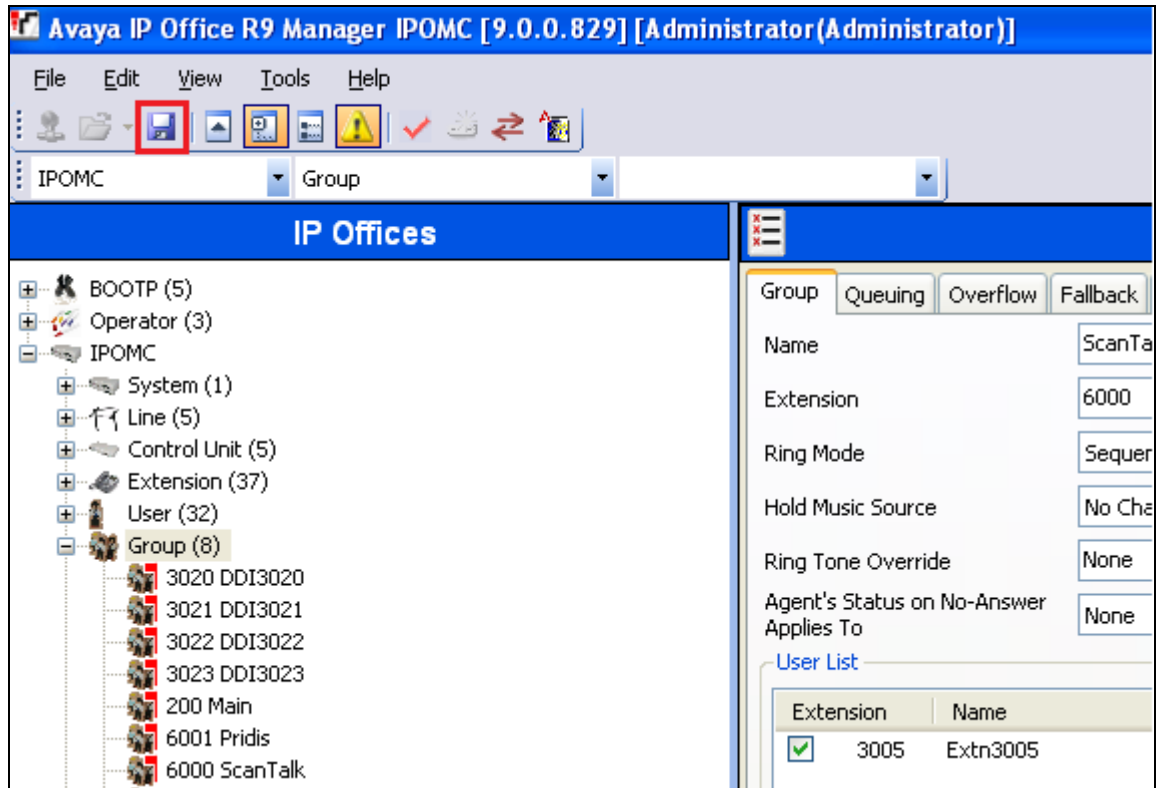 Avaya IP Office R9 Manager IPOMC [9.0.0.829] [Administrator(Administrator)]
File Edit View Tools Help
IPOMC Group
IP Offices
BOOTP (5)
Operator (3)
IPOMC
System (1)
Line (5)
Control Unit (5)
Extension (37)
User (32)
Group (8)
3020 DDI3020
3021 DDI3021
3022 DDI3022
3023 DDI3023
200 Main
6001 Pridis
6000 ScanTalk
Group Queuing Overflow Fallback
Name ScanTa
Extension 6000
Ring Mode Sequer
Hold Music Source No Cha
Ring Tone Override None
Agent's Status on No-Answer
Applies To None
User List
Extension Name
3005 Extn3005